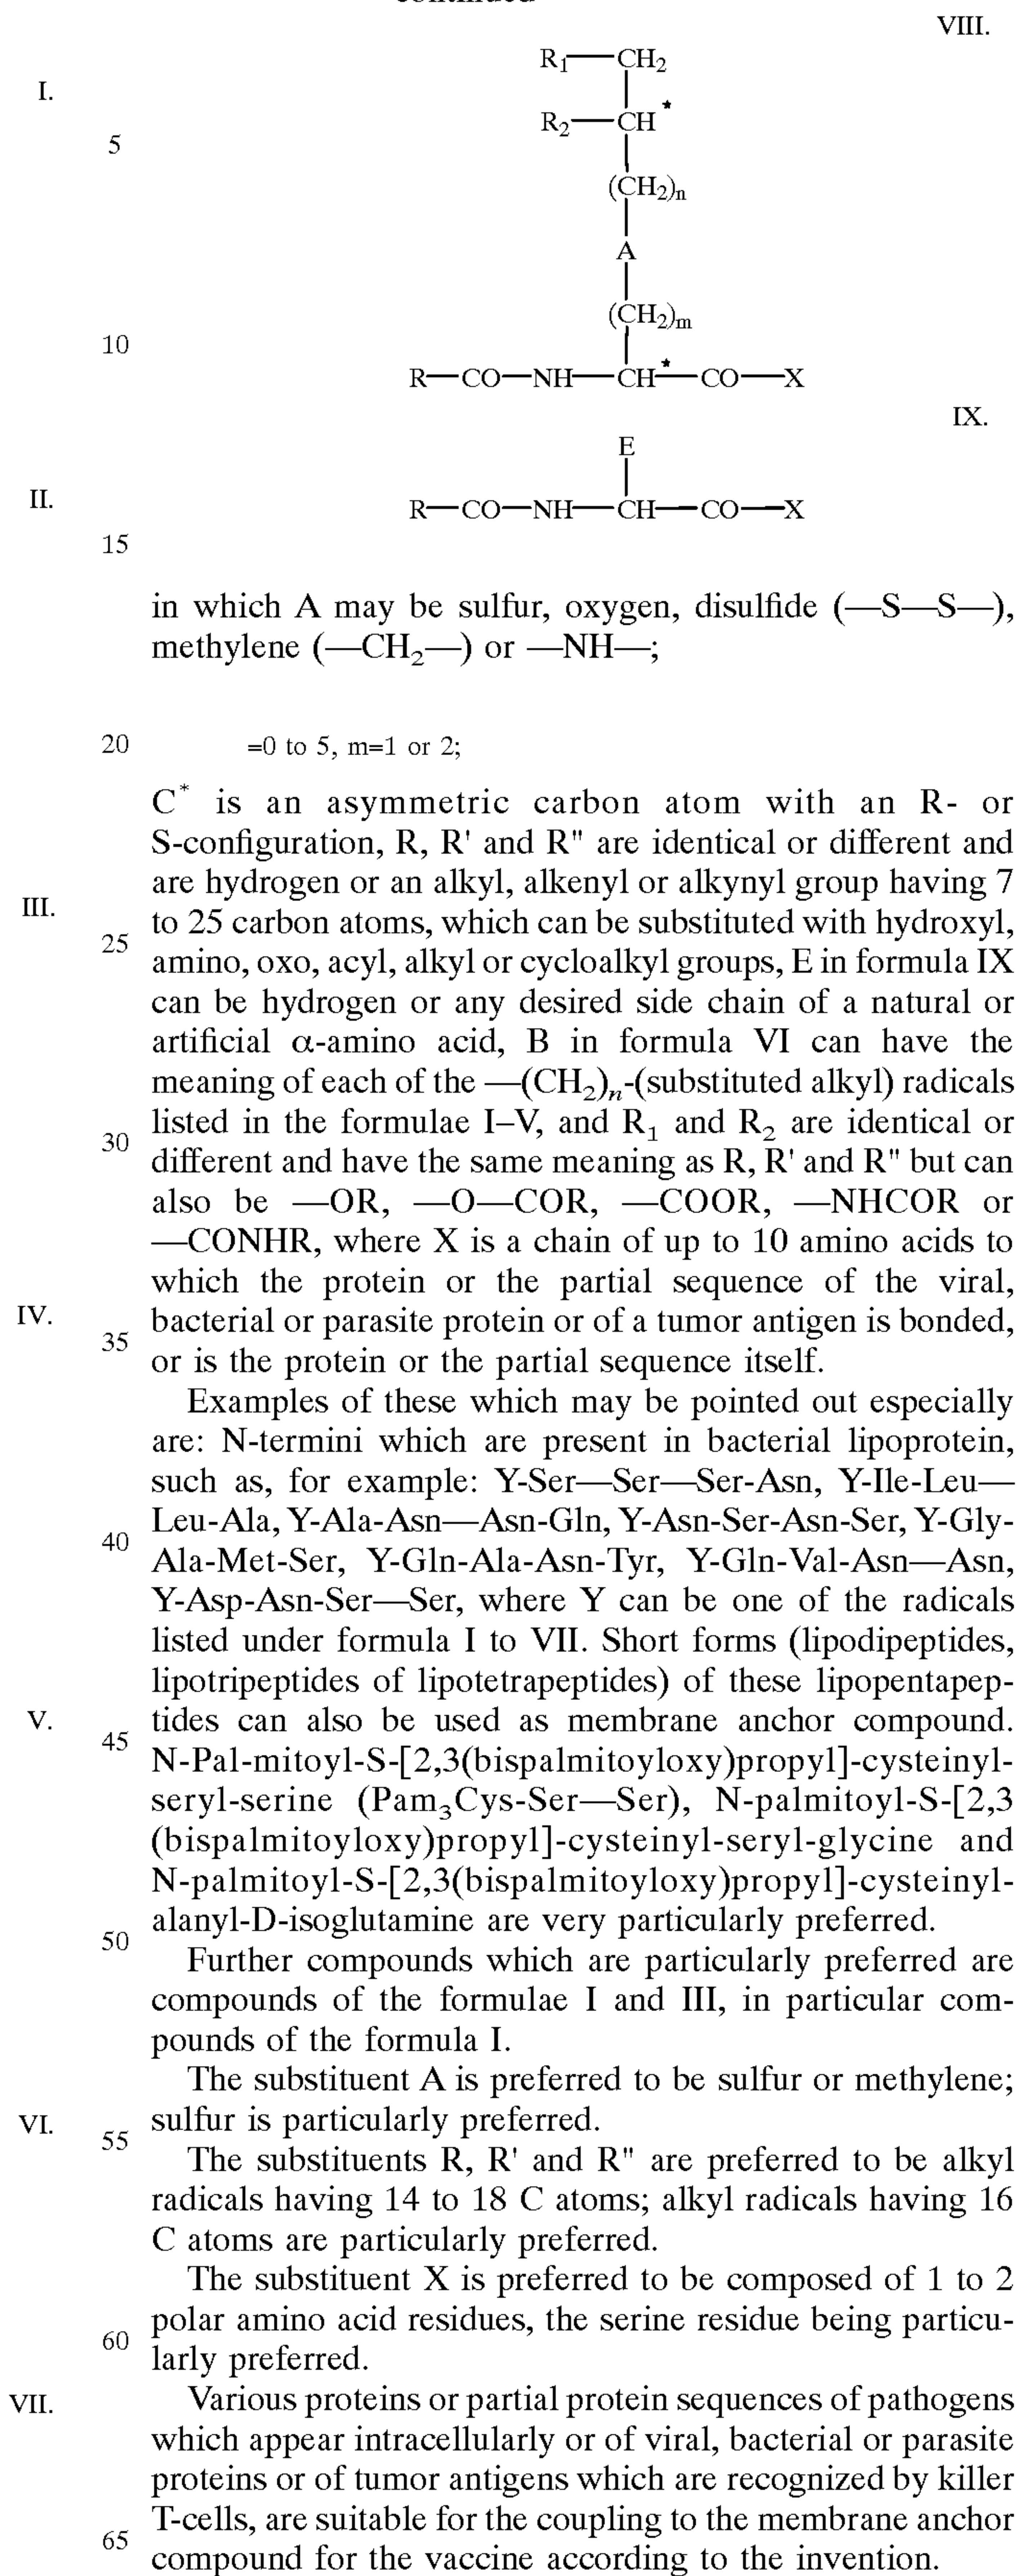 VIII.
R1—CH2
I.
R2—CH*
5
(CH2)n
A
(CH2)m
10
R—CO—NH—CH*—CO—X
IX.
E
II.
R—CO—NH—CH—CO—X
15
in which A may be sulfur, oxygen, disulfide (—S—S—),
methylene (—CH2—) or —NH—;
20 =0 to 5, m=1 or 2;
C* is an asymmetric carbon atom with an R- or
S-configuration, R, R' and R" are identical or different and
are hydrogen or an alkyl, alkenyl or alkynyl group having 7
III.
to 25 carbon atoms, which can be substituted with hydroxyl,
25
amino, oxo, acyl, alkyl or cycloalkyl groups, E in formula IX
can be hydrogen or any desired side chain of a natural or
artificial α-amino acid, B in formula VI can have the
meaning of each of the —(CH2)n-(substituted alkyl) radicals
listed in the formulae I–V, and R1 and R2 are identical or
30
different and have the same meaning as R, R' and R" but can
also be —OR, —O—COR, —COOR, —NHCOR or
—CONHR, where X is a chain of up to 10 amino acids to
which the protein or the partial sequence of the viral,
IV.
bacterial or parasite protein or of a tumor antigen is bonded,
35
or is the protein or the partial sequence itself.
Examples of these which may be pointed out especially
are: N-termini which are present in bacterial lipoprotein,
such as, for example: Y-Ser—Ser—Ser-Asn, Y-Ile-Leu—
Leu-Ala, Y-Ala-Asn—Asn-Gln, Y-Asn-Ser-Asn-Ser, Y-Gly-
40
Ala-Met-Ser, Y-Gln-Ala-Asn-Tyr, Y-Gln-Val-Asn—Asn,
Y-Asp-Asn-Ser—Ser, where Y can be one of the radicals
listed under formula I to VII. Short forms (lipodipeptides,
lipotripeptides of lipotetrapeptides) of these lipopentapep-
V.
tides can also be used as membrane anchor compound.
45
N-Pal-mitoyl-S-[2,3(bispalmitoyloxy)propyl]-cysteinyl-
seryl-serine (Pam3Cys-Ser—Ser), N-palmitoyl-S-[2,3
(bispalmitoyloxy)propyl]-cysteinyl-seryl-glycine and
N-palmitoyl-S-[2,3(bispalmitoyloxy)propyl]-cysteinyl-
alanyl-D-isoglutamine are very particularly preferred.
50
Further compounds which are particularly preferred are
compounds of the formulae I and III, in particular com-
pounds of the formula I.
The substituent A is preferred to be sulfur or methylene;
VI.
sulfur is particularly preferred.
55
The substituents R, R' and R" are preferred to be alkyl
radicals having 14 to 18 C atoms; alkyl radicals having 16
C atoms are particularly preferred.
The substituent X is preferred to be composed of 1 to 2
polar amino acid residues, the serine residue being particu-
60
larly preferred.
VII.
Various proteins or partial protein sequences of pathogens
which appear intracellularly or of viral, bacterial or parasite
proteins or of tumor antigens which are recognized by killer
T-cells, are suitable for the coupling to the membrane anchor
65
compound for the vaccine according to the invention.